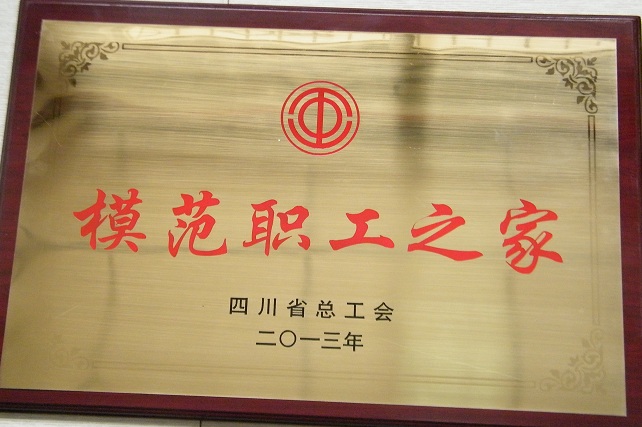 模范职工之家
四川省总工会
二〇一三年